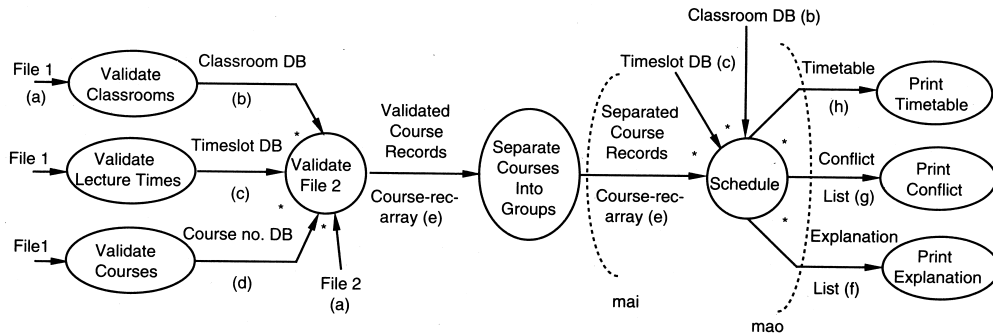 Classroom DB (b)
File 1
(a)
Validate
Classrooms
Classroom DB
(b)
Timeslot DB (c)
Timetable
(h)
Print
Timetable
File 1
Validate
Lecture Times
Timeslot DB
(c)
*
Validate
File 2
*
*
Validated
Course
Records
Course-rec-
array (e)
Separate
Courses
Into
Groups
Separated
Course
Records
Course-rec-
array (e)
*
*
Schedule
*
*
Conflict
List (g)
Print
Conflict
File1
Validate
Courses
Course no. DB
(d)
File 2
(a)
Explanation
List (f)
Print
Explanation
mai
mao